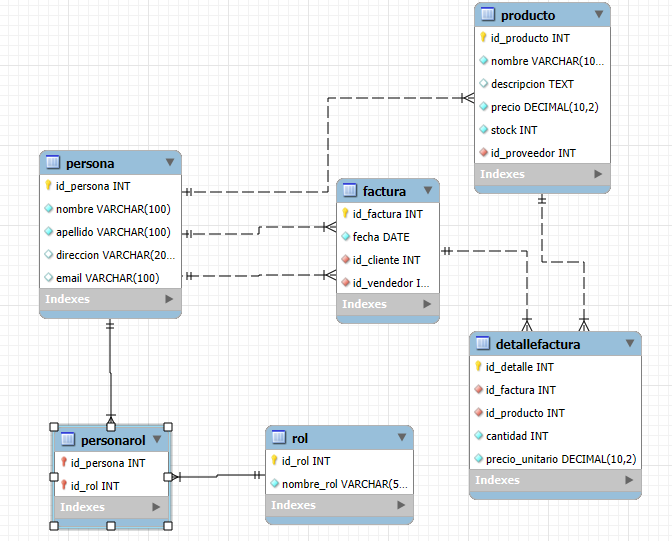 producto
id_producto INT
nombre VARCHAR(10...
descripcion TEXT
precio DECIMAL(10,2)
stock INT
id_proveedor INT
Indexes
persona
id_persona INT
nombre VARCHAR(100)
apellido VARCHAR(100)
direccion VARCHAR(20...
email VARCHAR(100)
Indexes
factura
id_factura INT
fecha DATE
id_cliente INT
id_vendedor I...
Indexes
detallefactura
id_detalle INT
id_factura INT
id_producto INT
cantidad INT
precio_unitario DECIMAL(10,2)
Indexes
personarol
id_persona INT
id_rol INT
Indexes
rol
id_rol INT
nombre_rol VARCHAR(5...
Indexes